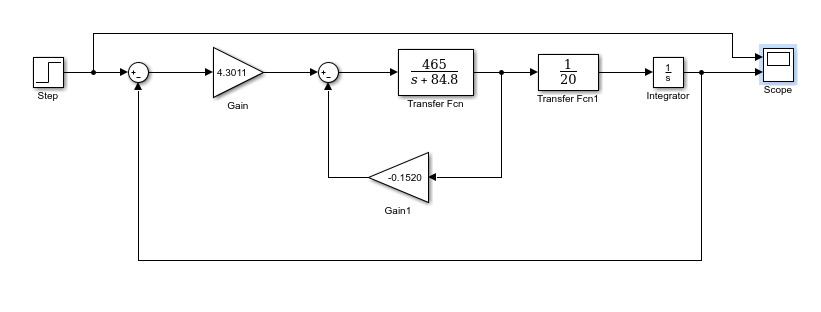 Step
+
−
4.3011
Gain
+
−
465
s + 84.8
Transfer Fcn
1
20
Transfer Fcn1
1
s
Integrator
Scope
-0.1520
Gain1